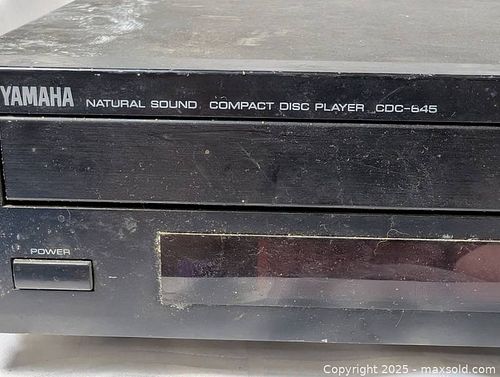 YAMAHA NATURAL SOUND COMPACT DISC PLAYER CDC-645
POWER
Copyright © 2025 - maxsold.com